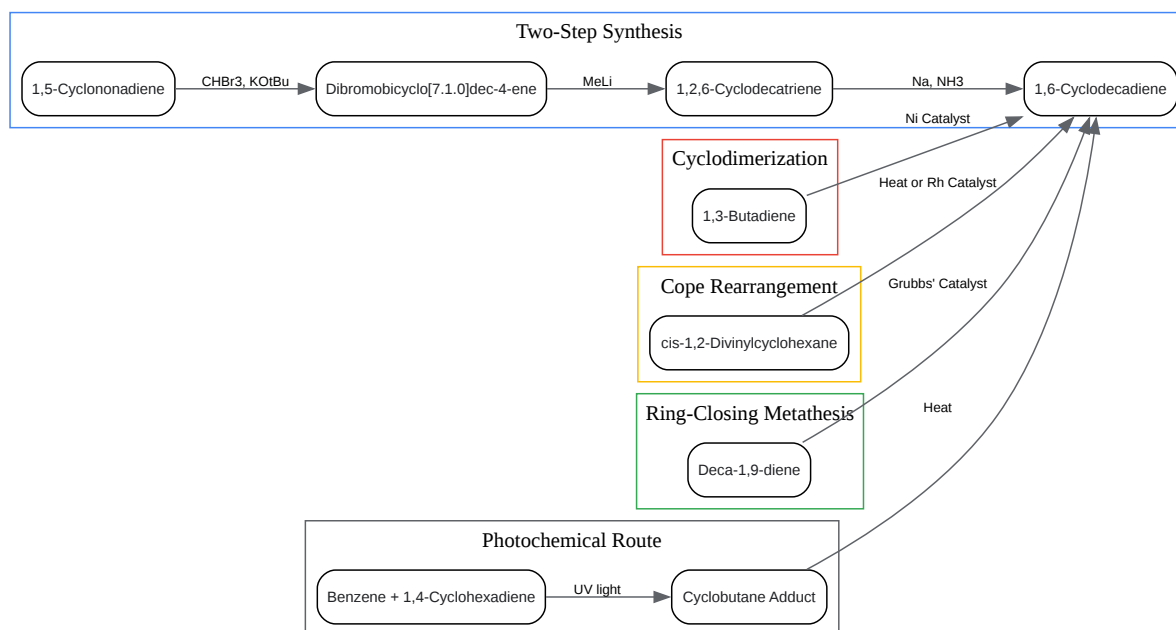 Two-Step Synthesis
1,5-Cyclononadiene
CHBr3, KOtBu
Dibromobicyclo[7.1.0]dec-4-ene
MeLi
1,2,6-Cyclodecatriene
Na, NH3
1,6-Cyclodecadiene
Ni Catalyst
Cyclodimerization
1,3-Butadiene
Heat or Rh Catalyst
Cope Rearrangement
cis-1,2-Divinylcyclohexane
Grubbs' Catalyst
Ring-Closing Metathesis
Deca-1,9-diene
Heat
Photochemical Route
Benzene + 1,4-Cyclohexadiene
UV light
Cyclobutane Adduct